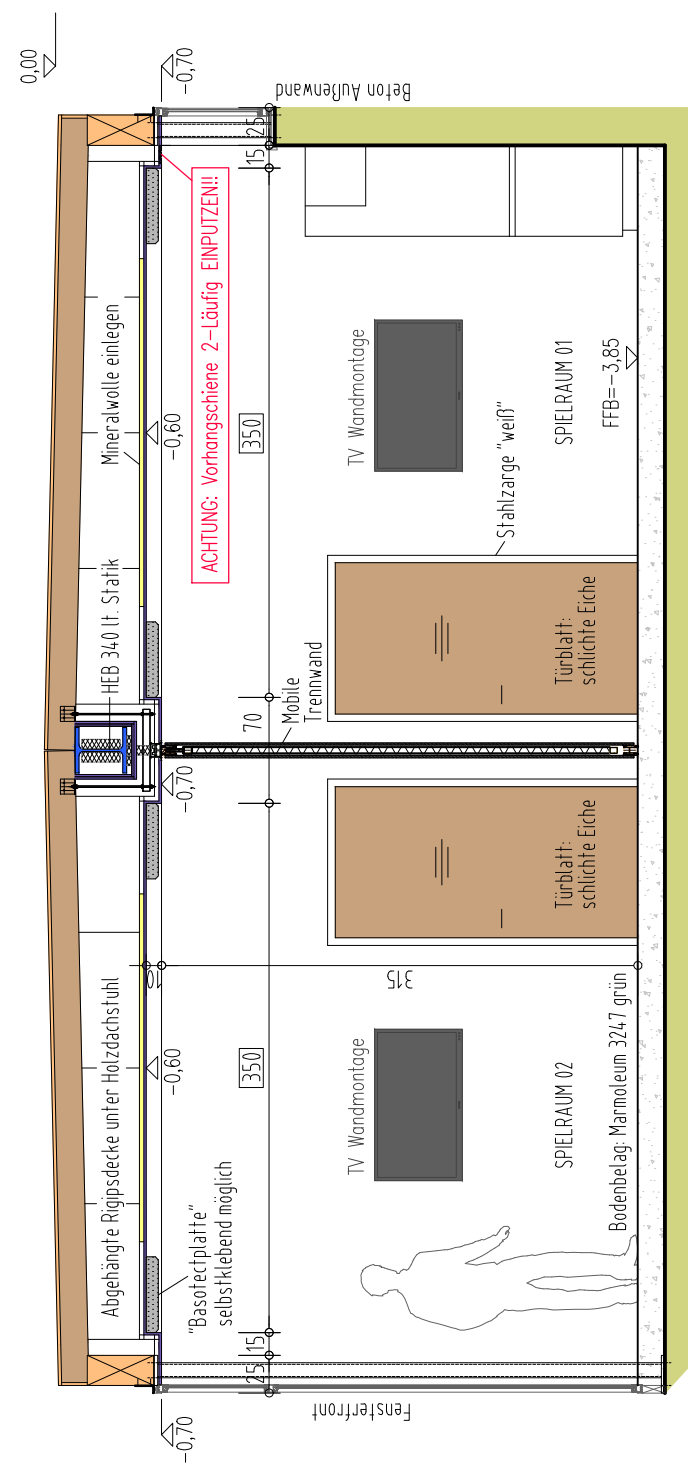 0,00
-0,70
Beton Außenwand
25
15
ACHTUNG: Vorhangschiene 2-Läufig EINPUTZEN!!
Mineralwolle einlegen
-0,60
350
TV Wandmontage
SPIELRAUM 01
FFB=-3,85
Stahlzarge "weiß"
HEB 340 lt. Statik
Türblatt:
schlichte Eiche
70
Mobile
Trennwand
-0,70
Türblatt:
schlichte Eiche
10
315
Abgehängte Rigipsdecke unter Holzdachstuhl
-0,60
350
TV Wandmontage
SPIELRAUM 02
Bodenbelag: Marmoleum 3247 grün
"Basotectplatte"
selbstklebend möglich
15
25
Fensterfront
-0,70